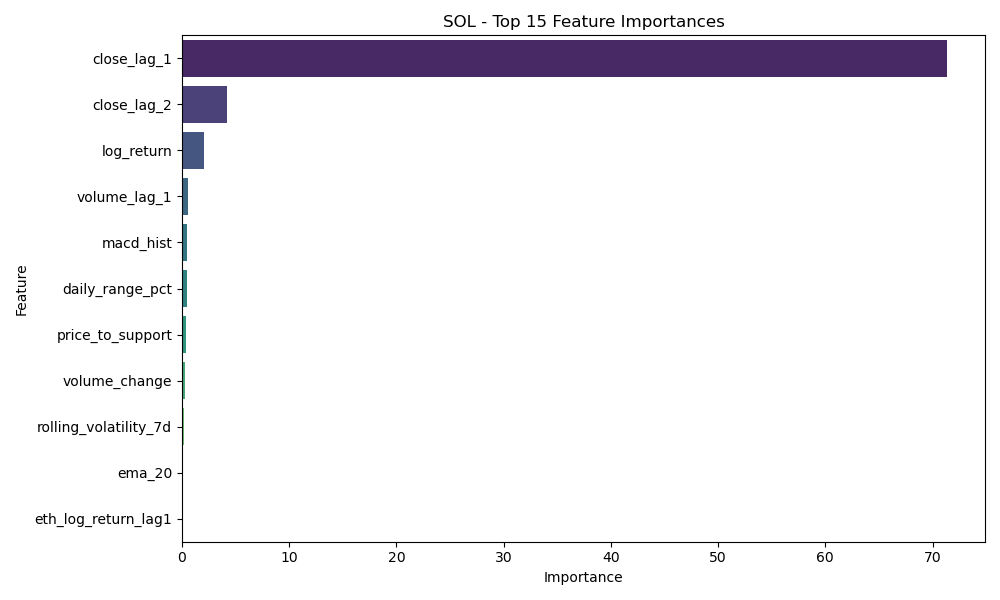 SOL - Top 15 Feature Importances
close_lag_1
close_lag_2
log_return
volume_lag_1
macd_hist
daily_range_pct
price_to_support
volume_change
rolling_volatility_7d
ema_20
eth_log_return_lag1
Feature
0 10 20 30 40 50 60 70
Importance